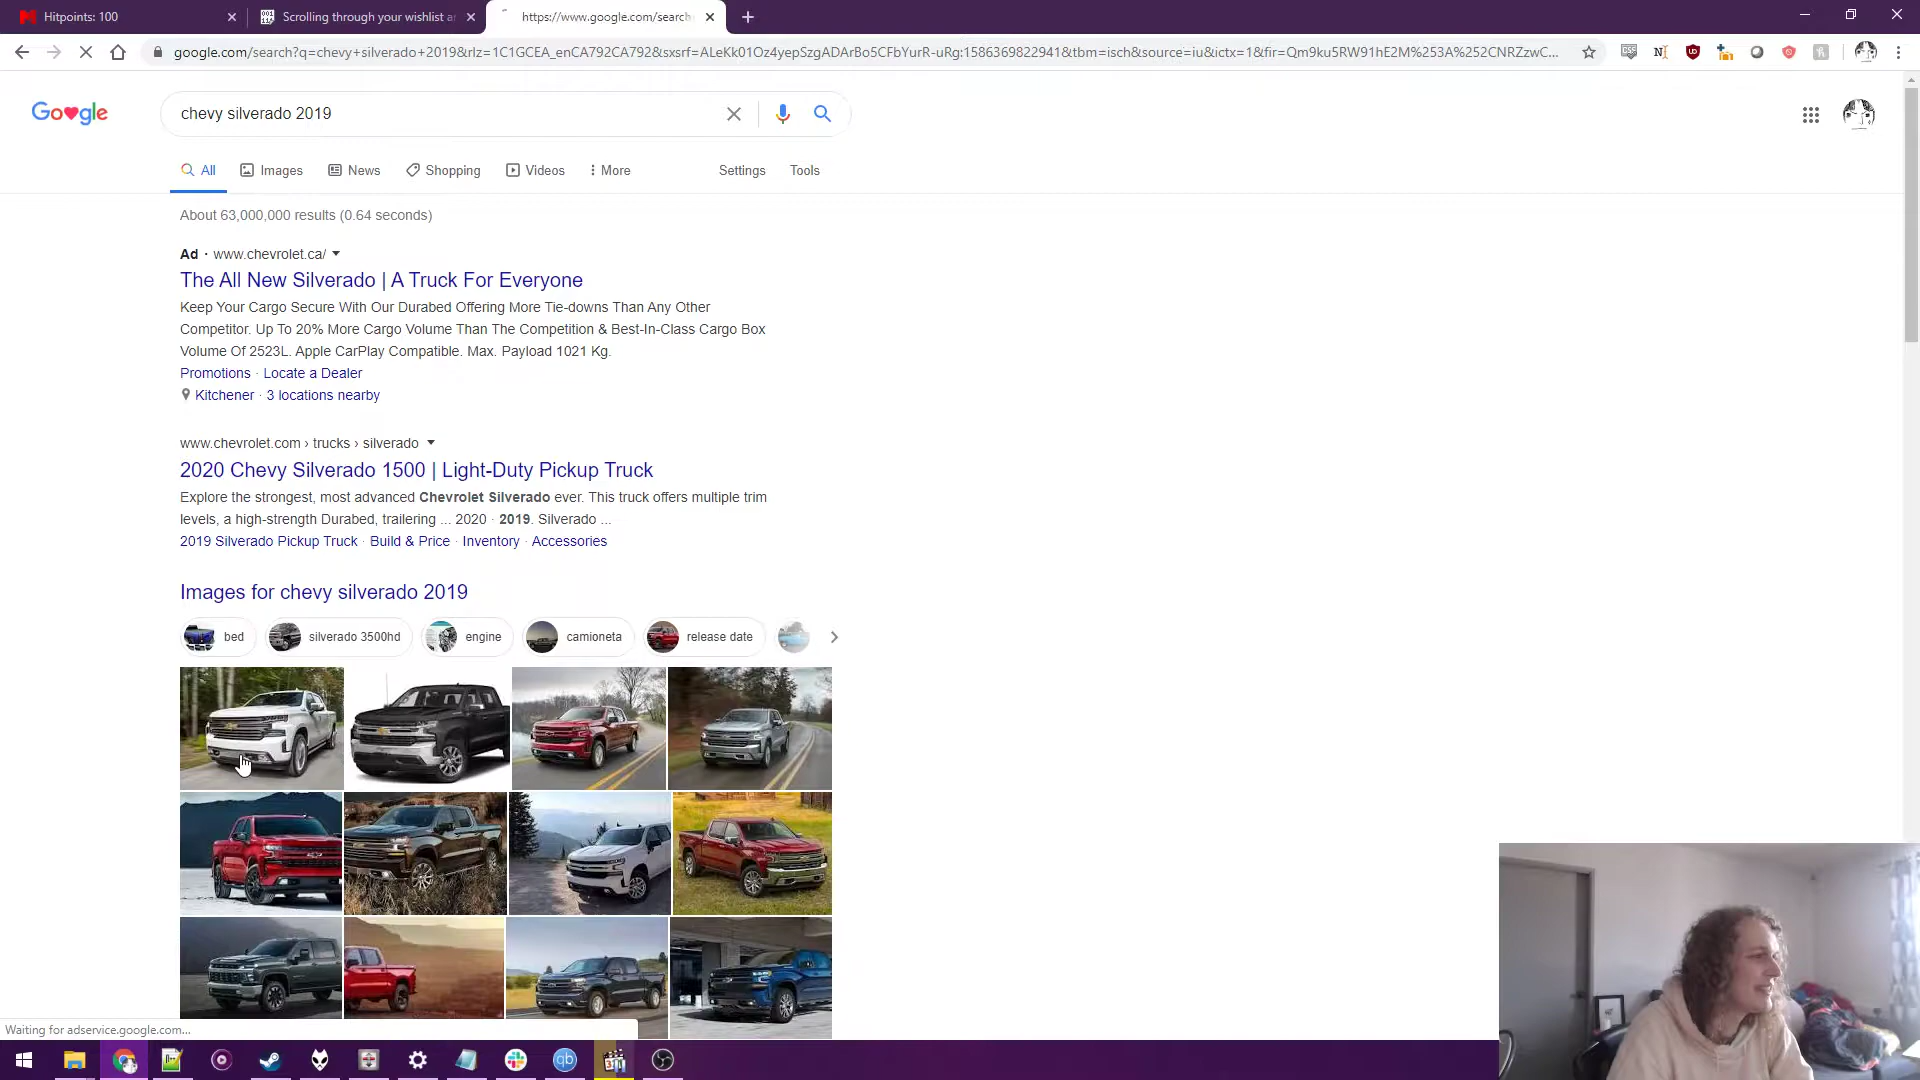 Hitpoints: 100
Scrolling through your wishlist ar
https://www.google.com/search
google.com/search?q=chevy+silverado+2019&rlz=1C1GCEA_enCA792CA792&sxsrf=ALeKk01Oz4yepSzgADArBo5CFbYurR-uRg:1586369822941&tbm=isch&source=iu&ictx=1&fir=Qm9ku5RW91hE2M%253A%252CNRZzwC...
Google
chevy silverado 2019
All Images News Shopping Videos More Settings Tools
About 63,000,000 results (0.64 seconds)
Ad · www.chevrolet.ca/
The All New Silverado | A Truck For Everyone
Keep Your Cargo Secure With Our Durabed Offering More Tie-downs Than Any Other
Competitor. Up To 20% More Cargo Volume Than The Competition & Best-In-Class Cargo Box
Volume Of 2523L. Apple CarPlay Compatible. Max. Payload 1021 Kg.
Promotions · Locate a Dealer
Kitchener · 3 locations nearby
www.chevrolet.com › trucks › silverado
2020 Chevy Silverado 1500 | Light-Duty Pickup Truck
Explore the strongest, most advanced Chevrolet Silverado ever. This truck offers multiple trim
levels, a high-strength Durabed, trailering ... 2020 · 2019. Silverado ...
2019 Silverado Pickup Truck · Build & Price · Inventory · Accessories
Images for chevy silverado 2019
bed silverado 3500hd engine camioneta release date
Waiting for adservice.google.com...
qb